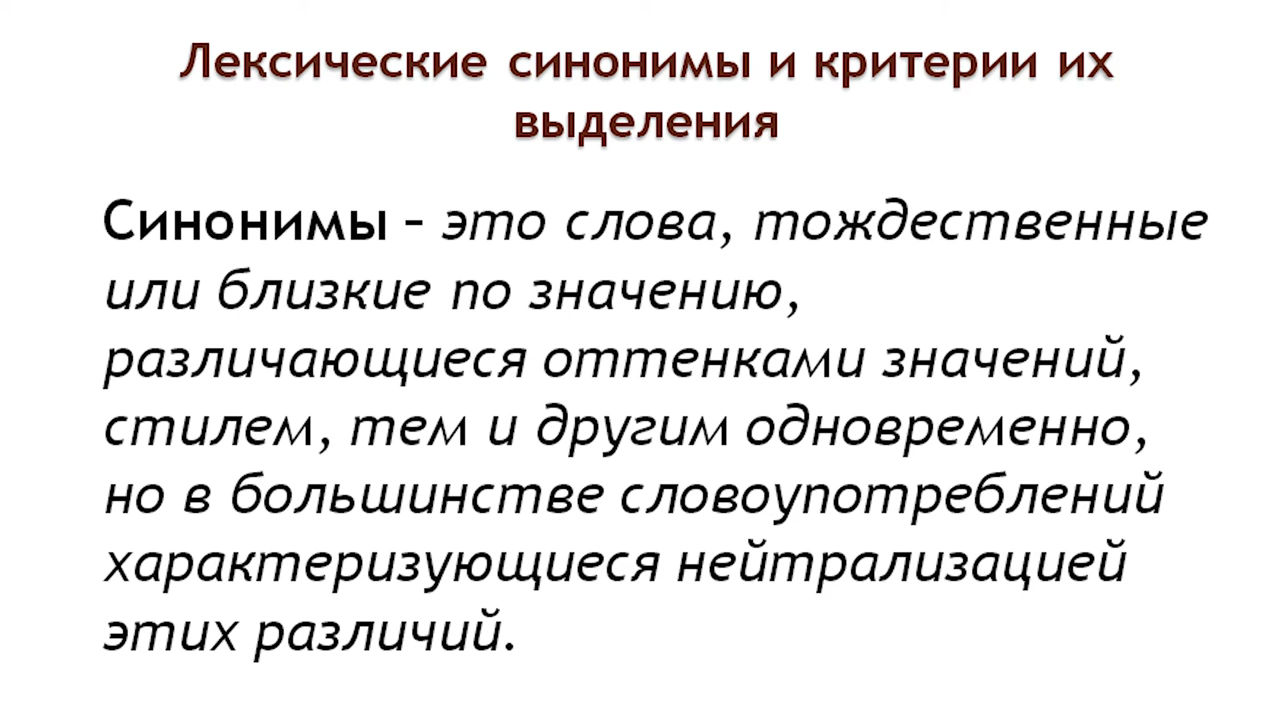 Лексические синонимы и критерии их
выделения
Синонимы – это слова, тождественные
или близкие по значению,
различающиеся оттенками значений,
стилем, тем и другим одновременно,
но в большинстве словоупотреблений
характеризующиеся нейтрализацией
этих различий.